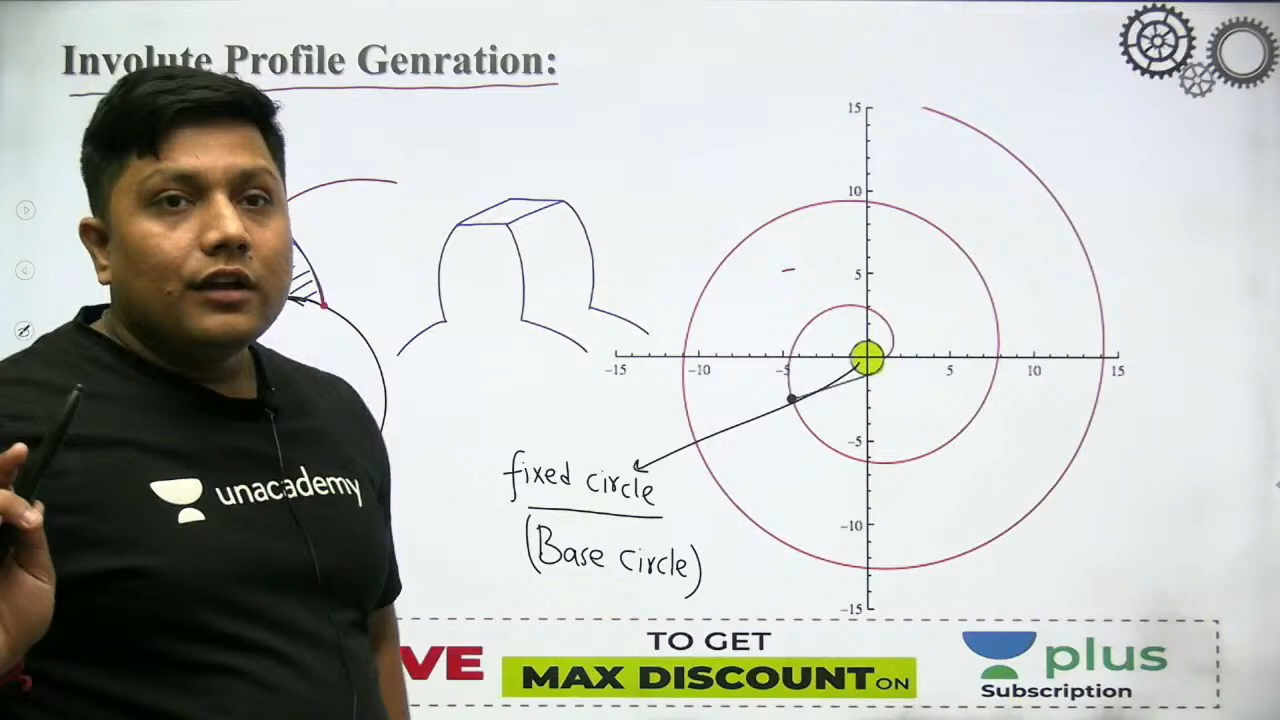 Involute Profile Genration:
15
10
5
-15
-10
-5
5
10
15
-5
-10
-15
fixed circle
(Base circle)
unacademy
VE
TO GET
MAX DISCOUNT ON
plus
Subscription